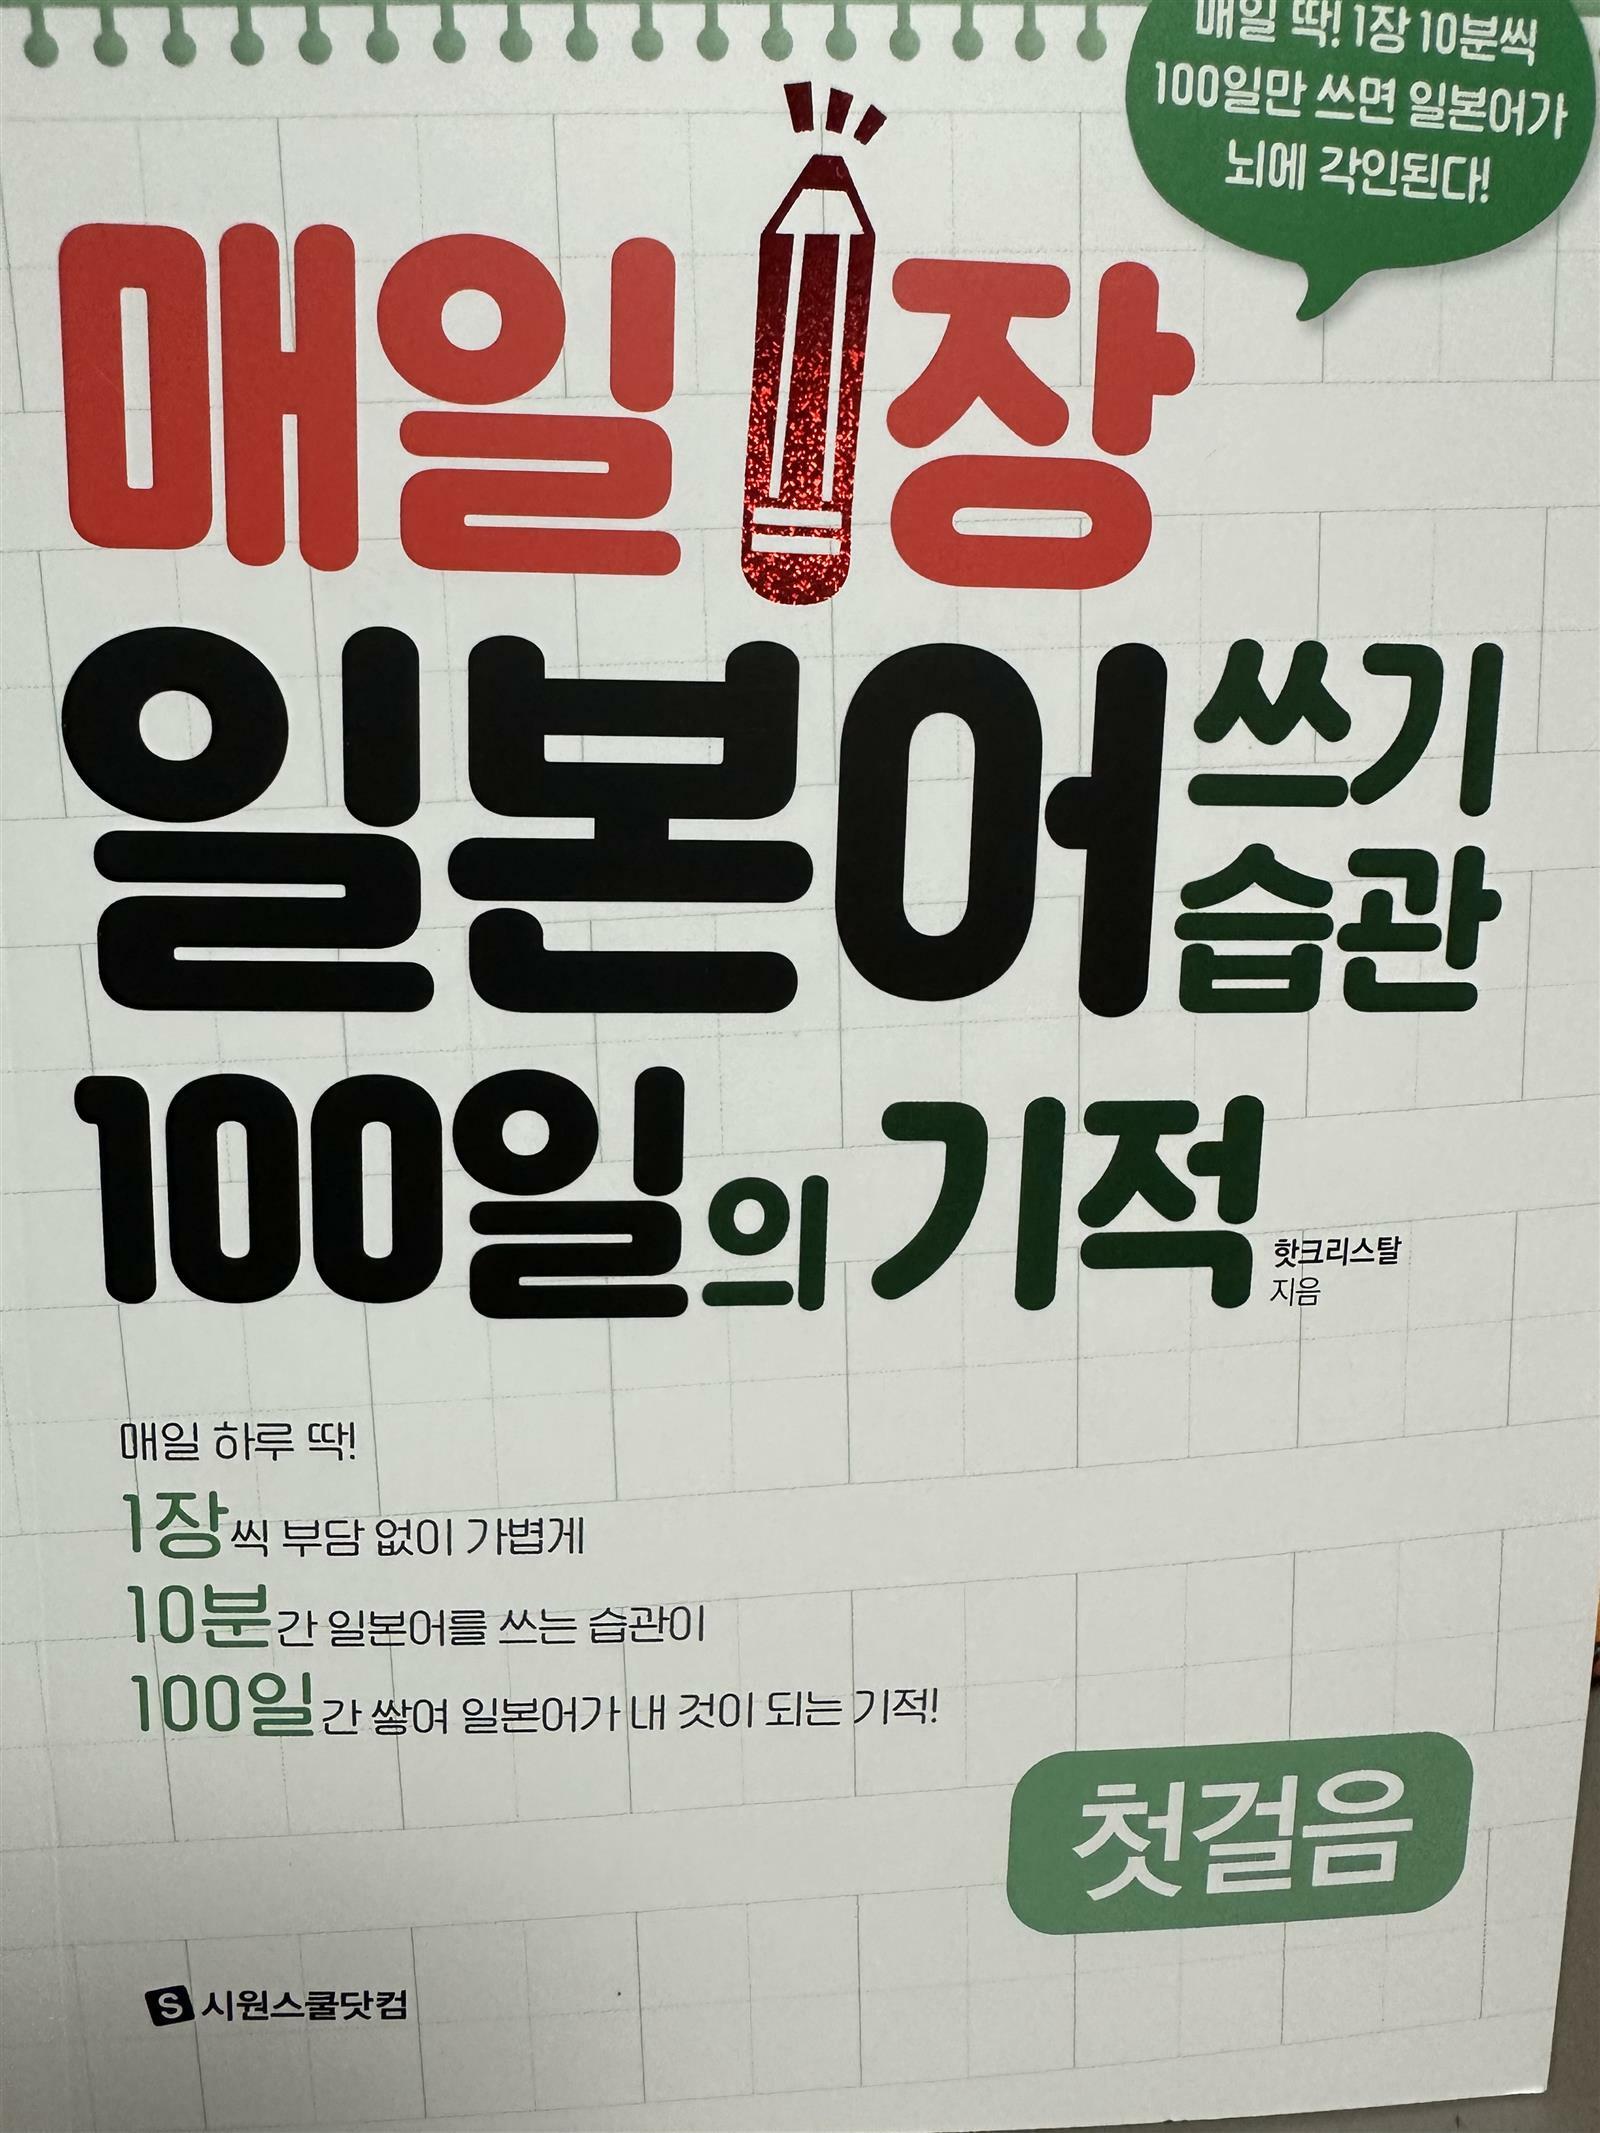 매일 딱! 1장 10분씩
100일만 쓰면 일본어가
뇌에 각인된다!
매일 1장
일본어 쓰기
습관
100일의 기적
핫크리스탈
지음
매일 하루 딱!
1장씩 부담 없이 가볍게
10분간 일본어를 쓰는 습관이
100일간 쌓여 일본어가 내 것이 되는 기적!
첫걸음
S 시원스쿨닷컴